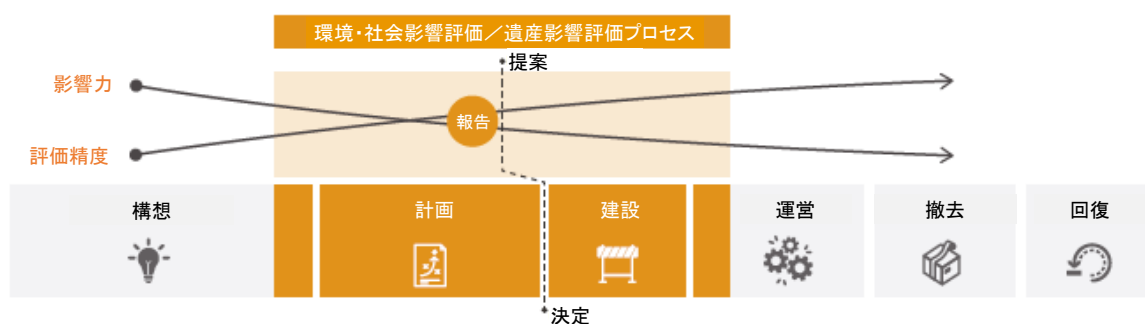 環境・社会影響評価／遺産影響評価プロセス
提案
影響力
報告
評価精度
構想
計画
建設
運営
撤去
回復
決定